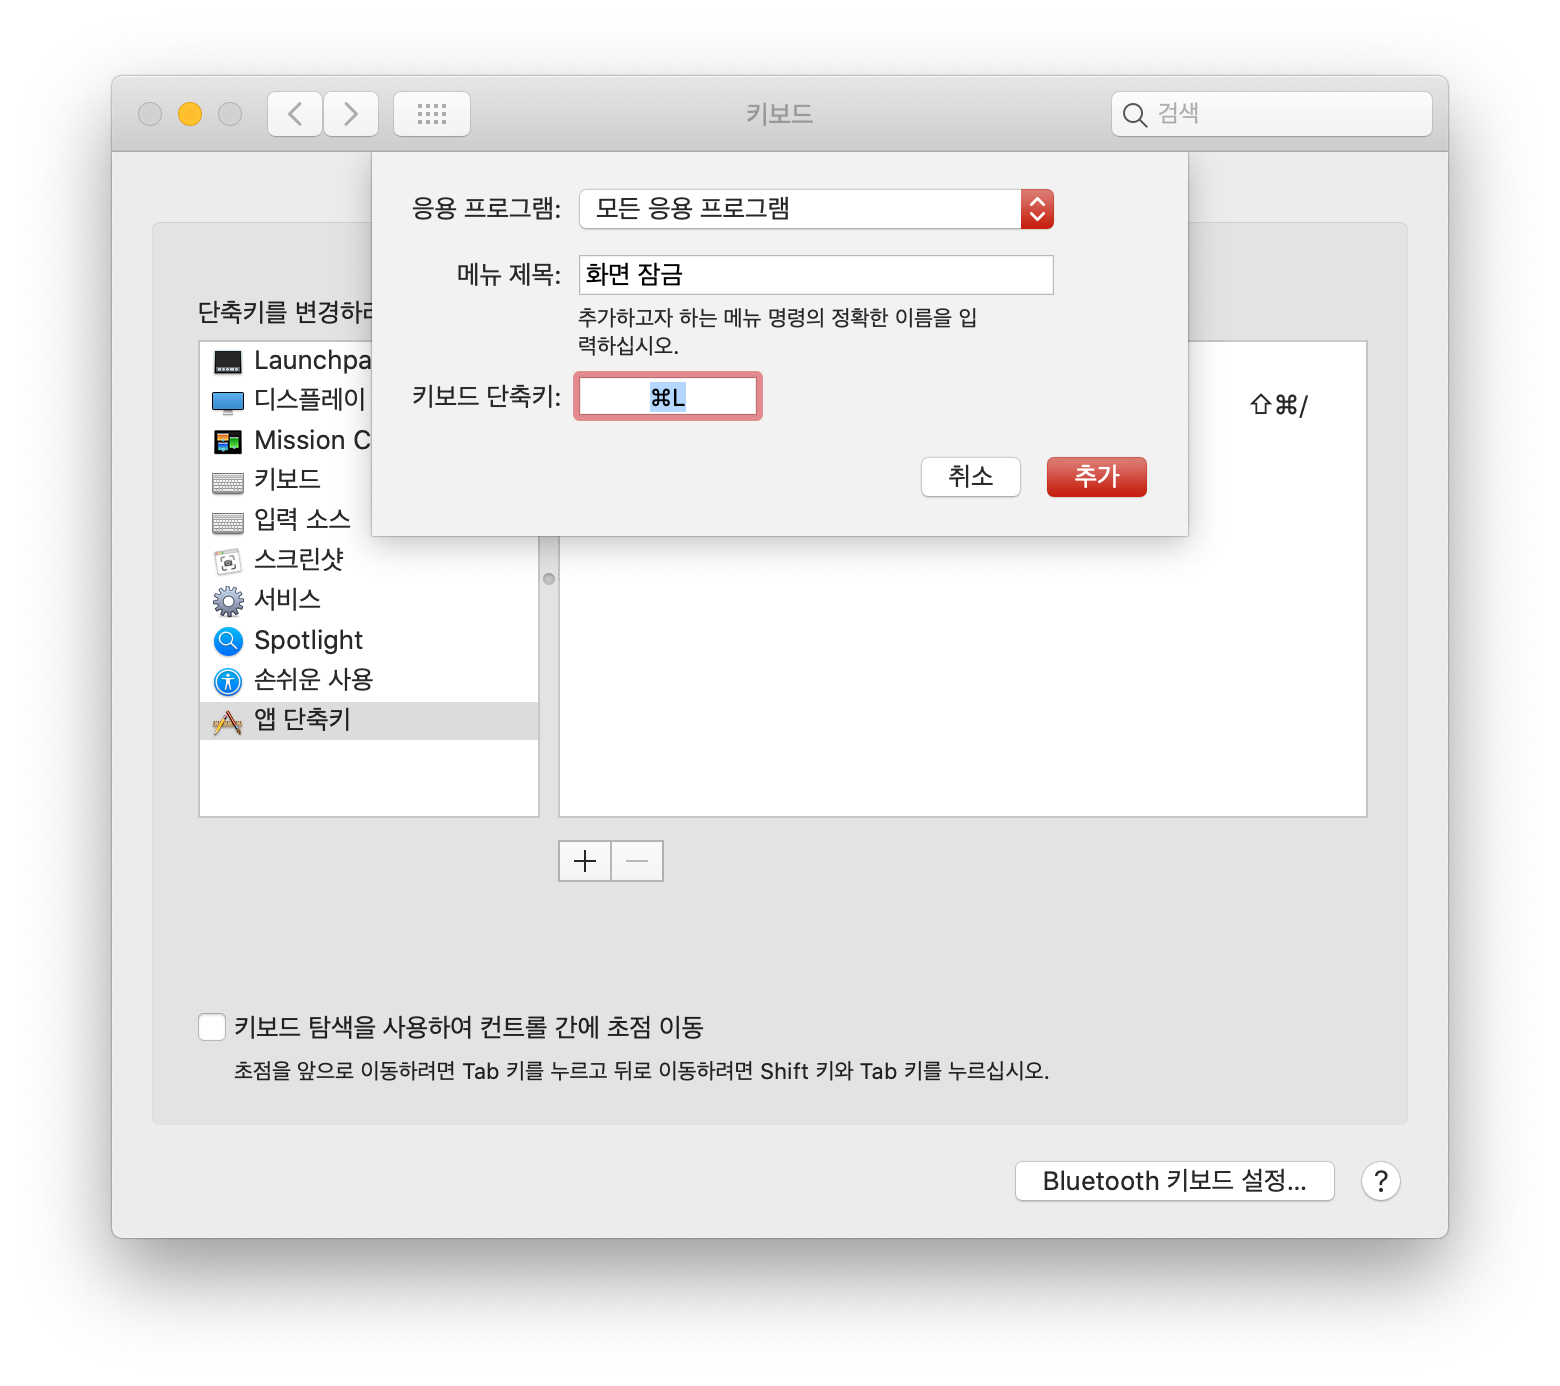 키보드
검색
응용 프로그램: 모든 응용 프로그램
메뉴 제목: 화면 잠금
추가하고자 하는 메뉴 명령의 정확한 이름을 입
력하십시오.
키보드 단축키: ⌘L
취소 추가
단축키를 변경하려
Launchpa
디스플레이
Mission C
키보드
입력 소스
스크린샷
서비스
Spotlight
손쉬운 사용
앱 단축키
⇧⌘/
키보드 탐색을 사용하여 컨트롤 간에 초점 이동
초점을 앞으로 이동하려면 Tab 키를 누르고 뒤로 이동하려면 Shift 키와 Tab 키를 누르십시오.
Bluetooth 키보드 설정...
?